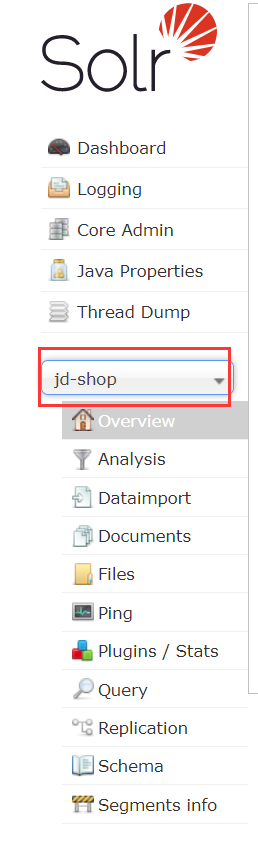 Solr
Dashboard
Logging
Core Admin
Java Properties
Thread Dump
jd-shop
Overview
Analysis
Dataimport
Documents
Files
Ping
Plugins / Stats
Query
Replication
Schema
Segments info